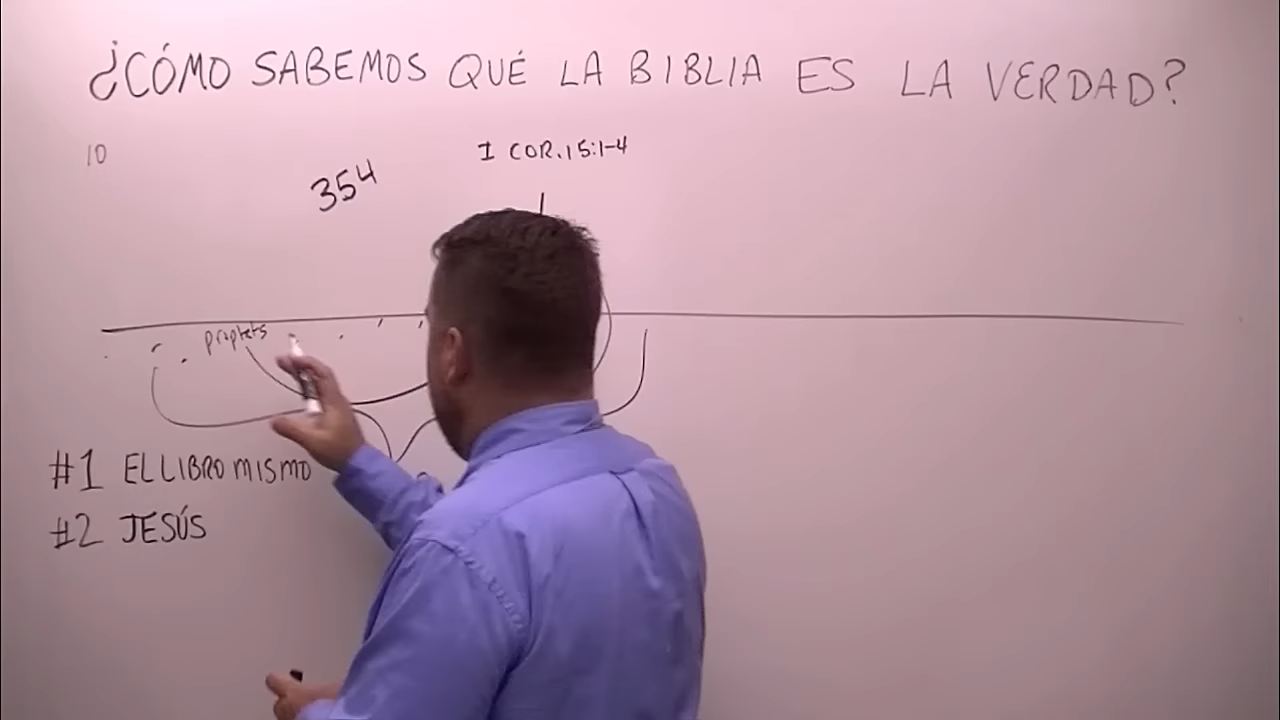 ¿CÓMO SABEMOS QUÉ LA BIBLIA ES LA VERDAD?
10
354
I COR. 15:1-4
prophets
#1 EL LIBRO MISMO
#2 JESÚS